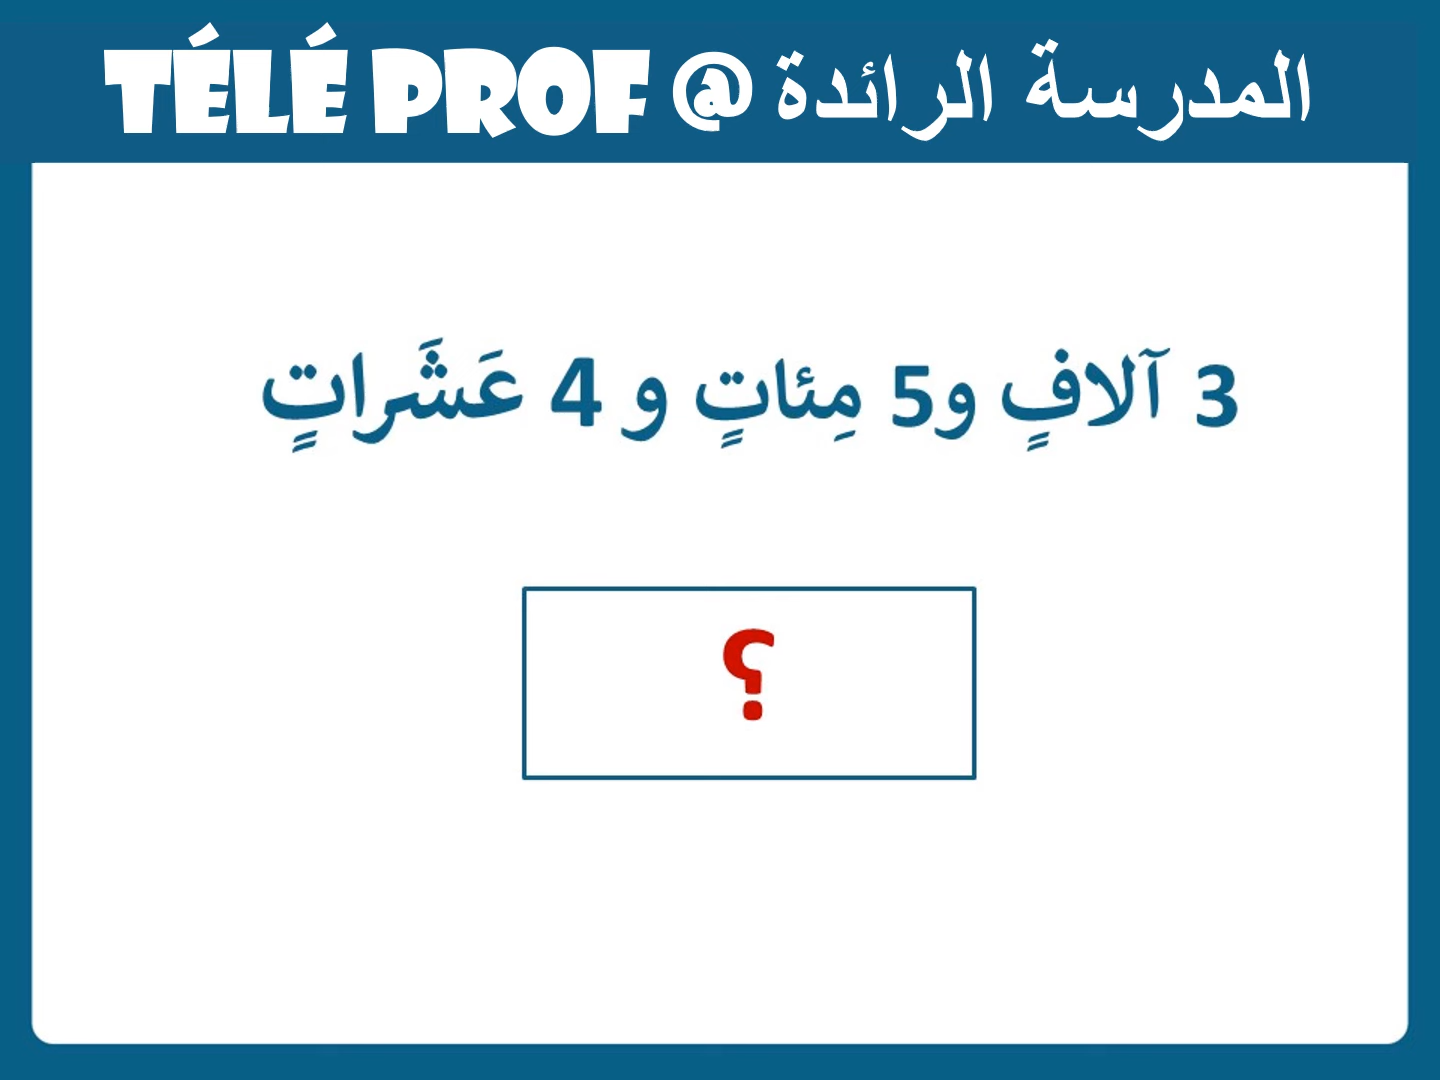 TÉLÉ PROF @ المدرسة الرائدة
3 آلافٍ و5 مِئاتٍ و 4 عَشَراتٍ
؟